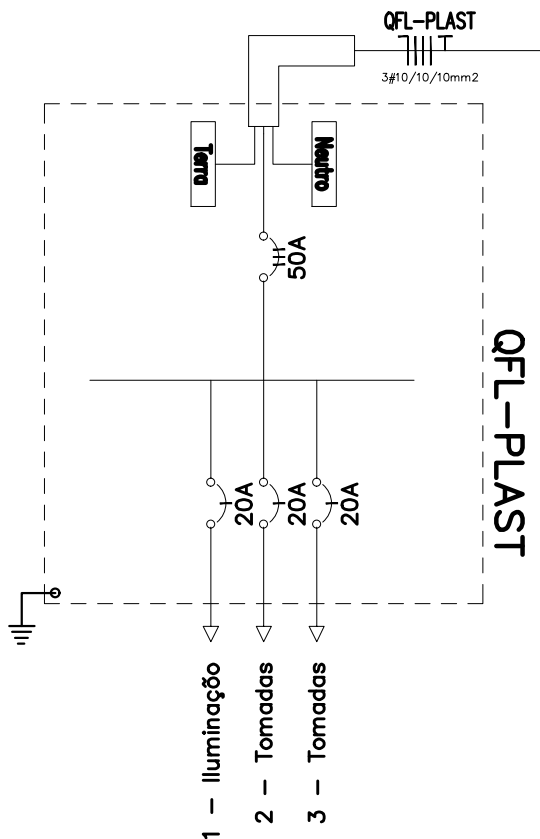 QFL-PLAST
3#10/10/10mm2
Terra
Neutro
50A
QFL-PLAST
20A
20A
20A
1 - Iluminaçõo
2 - Tomadas
3 - Tomadas